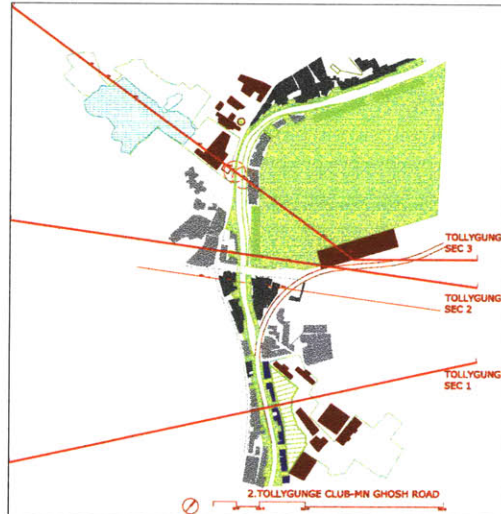 TOLLYGUNG
SEC 3
TOLLYGUNG
SEC 2
TOLLYGUNG
SEC 1
2.TOLLYGUNGE CLUB-MN GHOSH ROAD